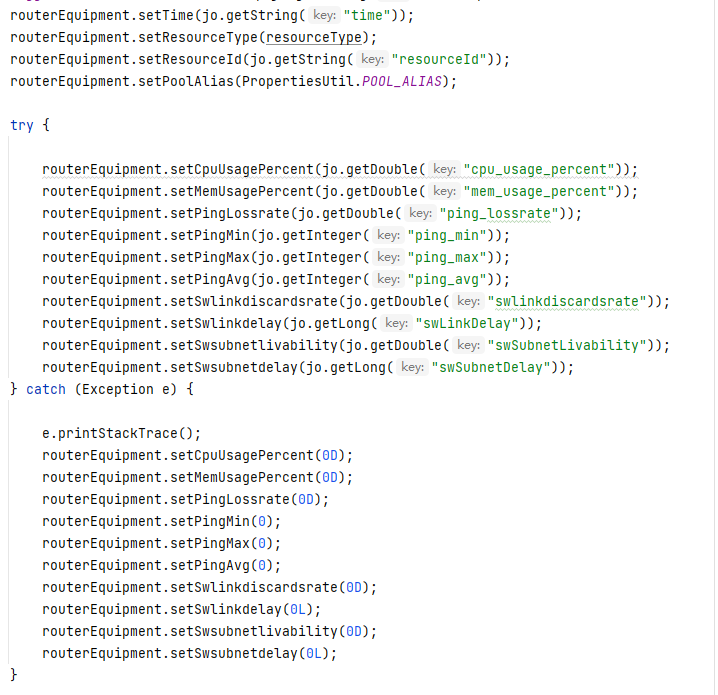 routerEquipment.setTime(jo.getString( key: "time"));
routerEquipment.setResourceType(resourceType);
routerEquipment.setResourceId(jo.getString( key: "resourceId"));
routerEquipment.setPoolAlias(PropertiesUtil.POOL_ALIAS);
try {
routerEquipment.setCpuUsagePercent(jo.getDouble( key: "cpu_usage_percent"));
routerEquipment.setMemUsagePercent(jo.getDouble( key: "mem_usage_percent"));
routerEquipment.setPingLossrate(jo.getDouble( key: "ping_lossrate"));
routerEquipment.setPingMin(jo.getInteger( key: "ping_min"));
routerEquipment.setPingMax(jo.getInteger( key: "ping_max"));
routerEquipment.setPingAvg(jo.getInteger( key: "ping_avg"));
routerEquipment.setSwlinkdiscardsrate(jo.getDouble( key: "swlinkdiscardsrate"));
routerEquipment.setSwlinkdelay(jo.getLong( key: "swLinkDelay"));
routerEquipment.setSwsubnetlivability(jo.getDouble( key: "swSubnetLivability"));
routerEquipment.setSwsubnetdelay(jo.getLong( key: "swSubnetDelay"));
} catch (Exception e) {
e.printStackTrace();
routerEquipment.setCpuUsagePercent(0D);
routerEquipment.setMemUsagePercent(0D);
routerEquipment.setPingLossrate(0D);
routerEquipment.setPingMin(0);
routerEquipment.setPingMax(0);
routerEquipment.setPingAvg(0);
routerEquipment.setSwlinkdiscardsrate(0D);
routerEquipment.setSwlinkdelay(0L);
routerEquipment.setSwsubnetlivability(0D);
routerEquipment.setSwsubnetdelay(0L);
}